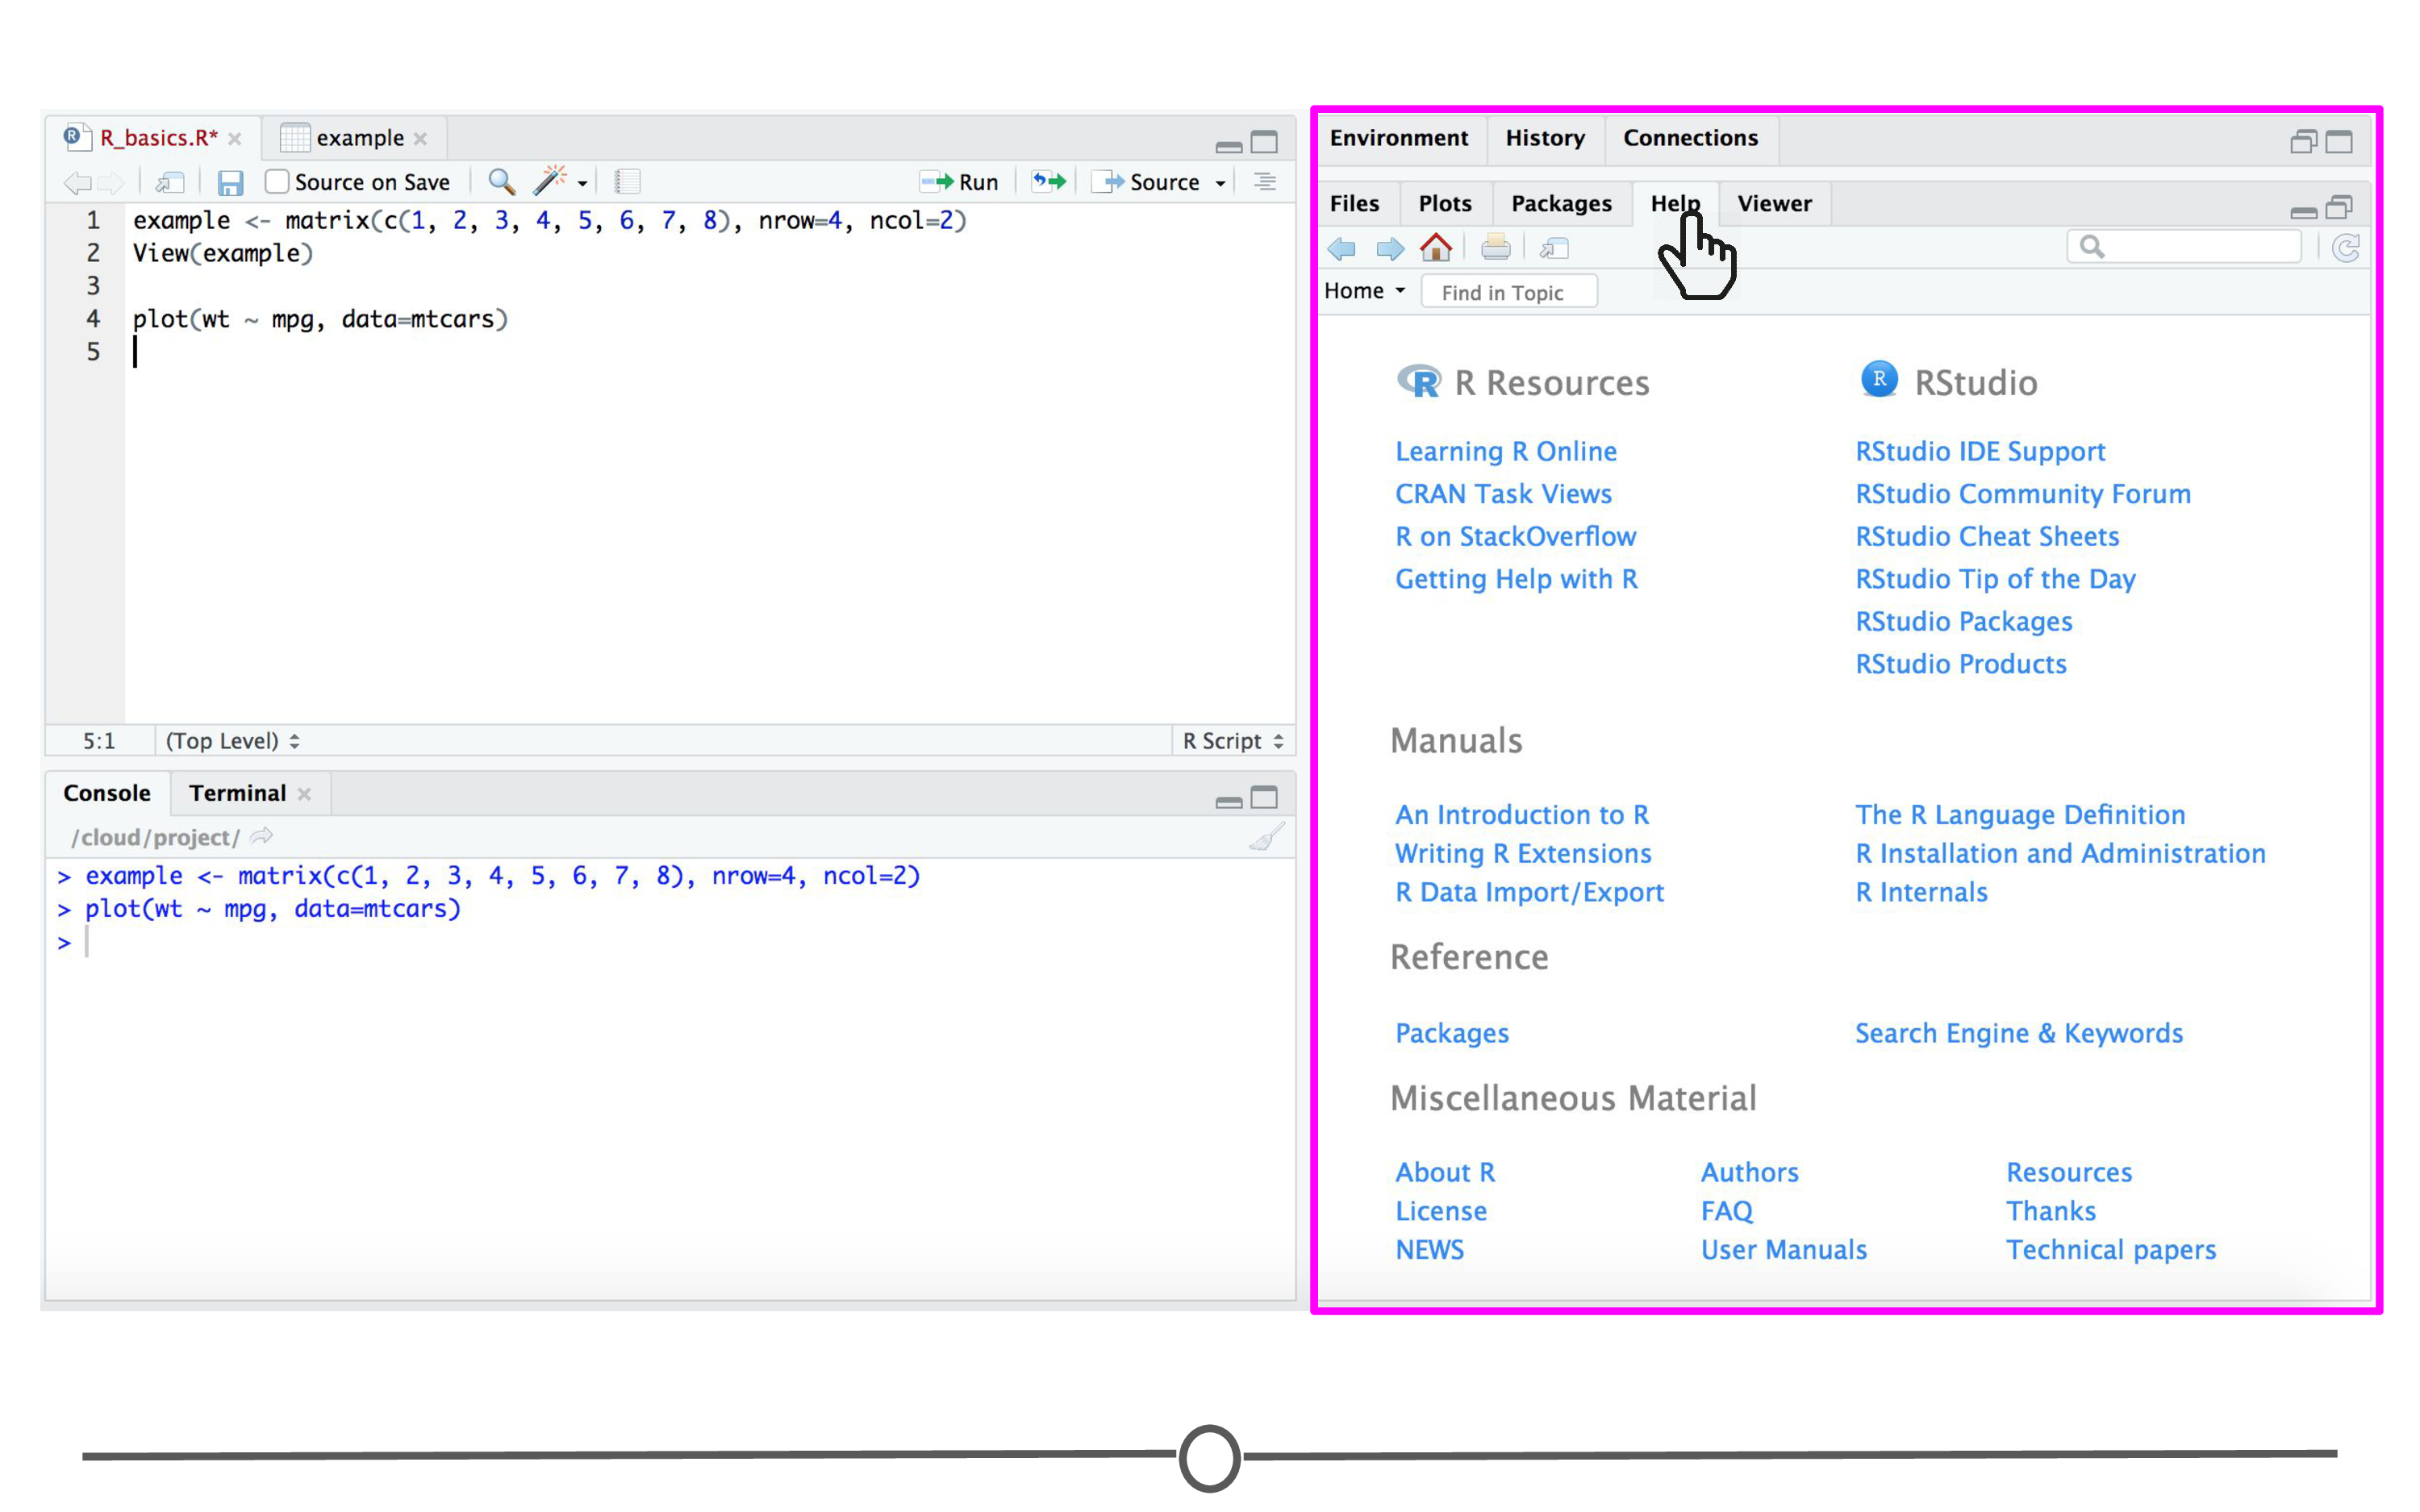 R_basics.R* example
Source on Save Run Source
1 example <- matrix(c(1, 2, 3, 4, 5, 6, 7, 8), nrow=4, ncol=2)
2 View(example)
3
4 plot(wt ~ mpg, data=mtcars)
5
5:1 (Top Level) R Script
Console Terminal
/cloud/project/
> example <- matrix(c(1, 2, 3, 4, 5, 6, 7, 8), nrow=4, ncol=2)
> plot(wt ~ mpg, data=mtcars)
>
Environment History Connections
Files Plots Packages Help Viewer
Home Find in Topic
R R Resources
Learning R Online
CRAN Task Views
R on StackOverflow
Getting Help with R
R RStudio
RStudio IDE Support
RStudio Community Forum
RStudio Cheat Sheets
RStudio Tip of the Day
RStudio Packages
RStudio Products
Manuals
An Introduction to R The R Language Definition
Writing R Extensions R Installation and Administration
R Data Import/Export R Internals
Reference
Packages Search Engine & Keywords
Miscellaneous Material
About R Authors Resources
License FAQ Thanks
NEWS User Manuals Technical papers